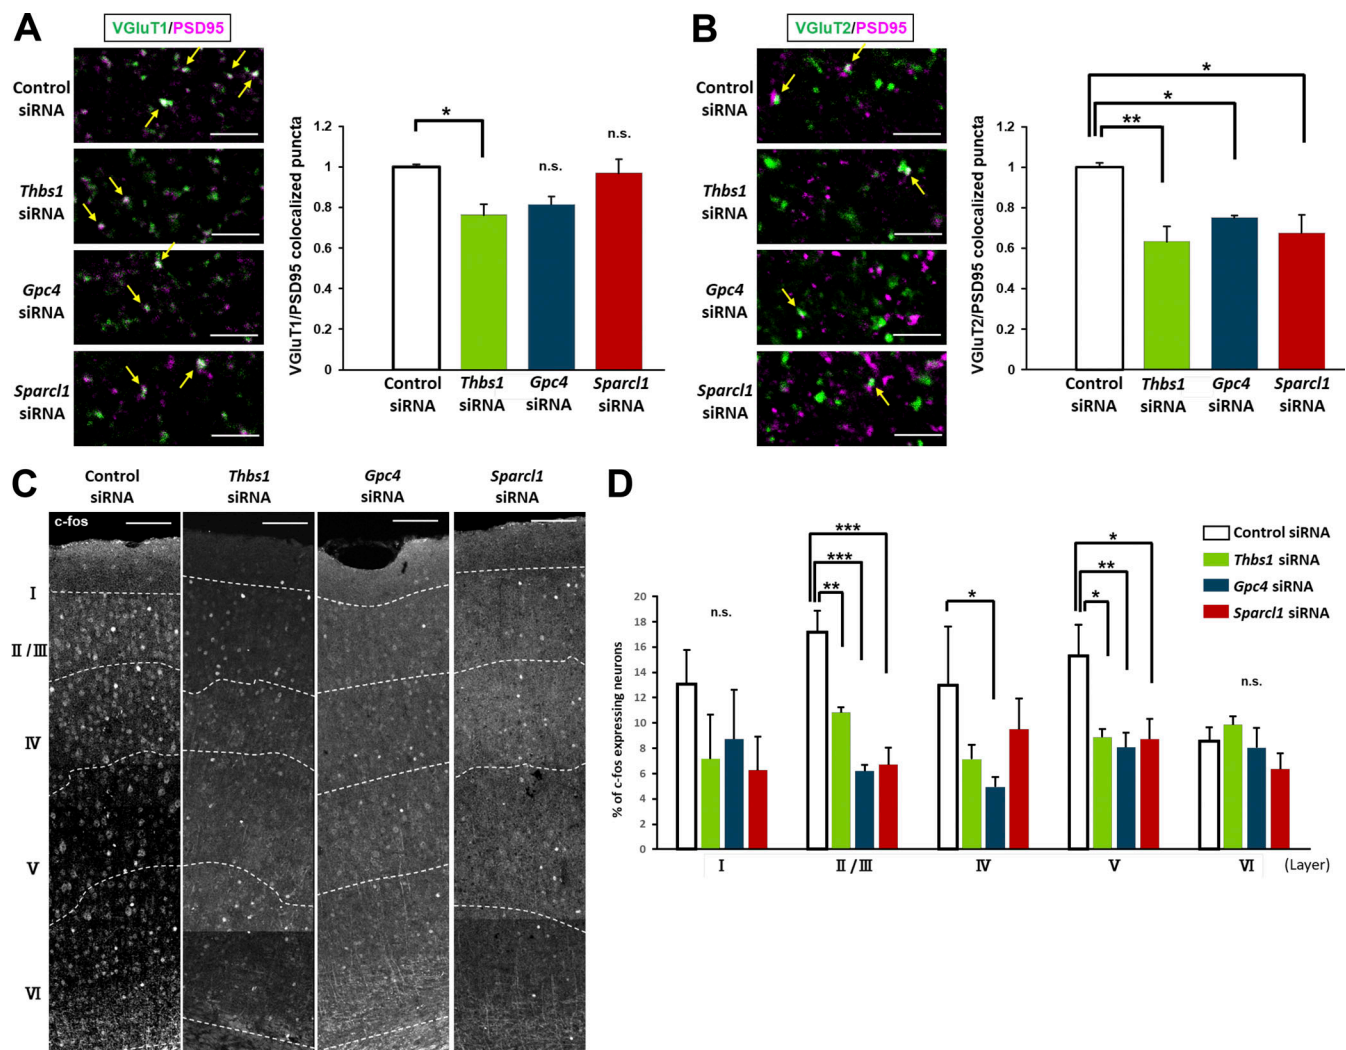 A
VGluT1/PSD95
Control
siRNA
Thbs1
siRNA
Gpc4
siRNA
Sparcl1
siRNA
VGluT1/PSD95 colocalized puncta
1.2
1
0.8
0.6
0.4
0.2
0
*
n.s.
n.s.
Control
siRNA
Thbs1
siRNA
Gpc4
siRNA
Sparcl1
siRNA
B
VGluT2/PSD95
Control
siRNA
Thbs1
siRNA
Gpc4
siRNA
Sparcl1
siRNA
VGluT2/PSD95 colocalized puncta
1.2
1
0.8
0.6
0.4
0.2
0
*
*
**
Control
siRNA
Thbs1
siRNA
Gpc4
siRNA
Sparcl1
siRNA
C
Control
siRNA
Thbs1
siRNA
Gpc4
siRNA
Sparcl1
siRNA
c-fos
I
II / III
IV
V
VI
D
Control siRNA
Thbs1 siRNA
Gpc4 siRNA
Sparcl1 siRNA
% of c-fos expressing neurons
20
18
16
14
12
10
8
6
4
2
0
n.s.
***
***
**
*
*
**
*
n.s.
I
II / III
IV
V
VI
(Layer)